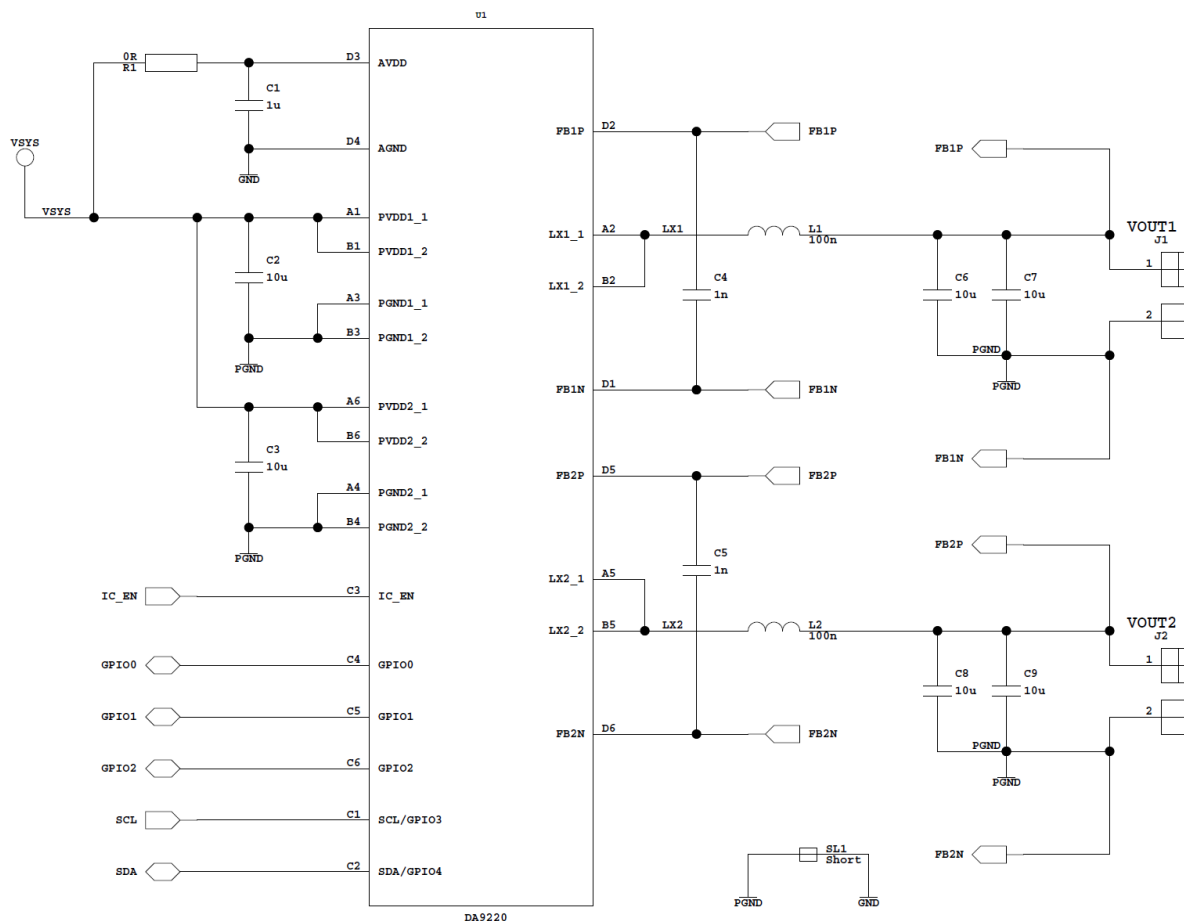 U1
0R
R1
D3
AVDD
C1
1u
D4
AGND
GND
VSYS
VSYS
A1
PVDD1_1
B1
PVDD1_2
C2
10u
A3
PGND1_1
B3
PGND1_2
PGND
A6
PVDD2_1
B6
PVDD2_2
C3
10u
A4
PGND2_1
B4
PGND2_2
PGND
IC_EN
C3
IC_EN
GPIO0
C4
GPIO0
GPIO1
C5
GPIO1
GPIO2
C6
GPIO2
SCL
C1
SCL/GPIO3
SDA
C2
SDA/GPIO4
DA9220
FB1P
D2
FB1P
LX1_1
A2
LX1
L1
100n
LX1_2
B2
C4
1n
FB1N
D1
FB1N
FB2P
D5
FB2P
C5
1n
LX2_1
A5
LX2_2
B5
LX2
L2
100n
FB2N
D6
FB2N
FB1P
VOUT1
J1
1
2
C6
10u
C7
10u
PGND
PGND
FB1N
FB2P
VOUT2
J2
1
2
C8
10u
C9
10u
PGND
PGND
FB2N
SL1
Short
PGND
GND